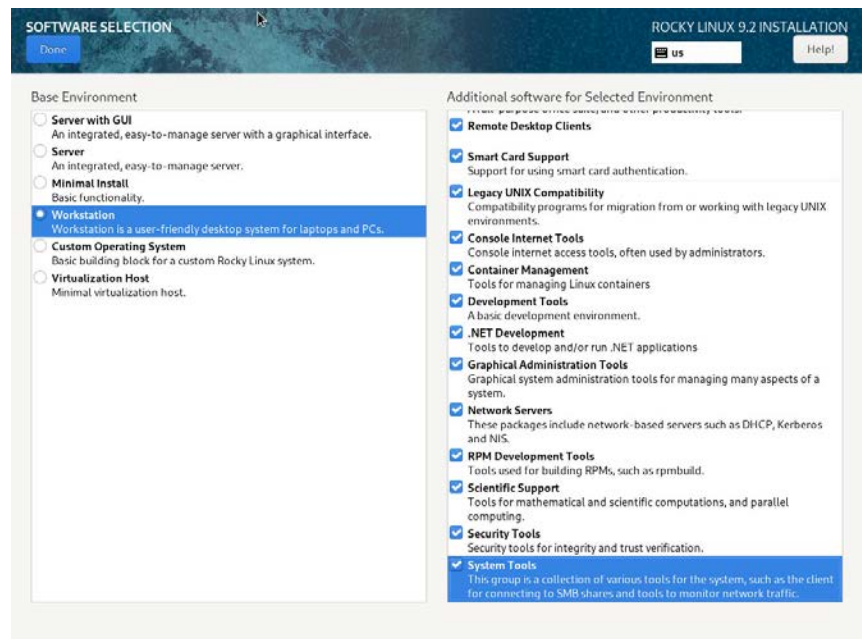 SOFTWARE SELECTION
ROCKY LINUX 9.2 INSTALLATION
Done
us
Help!
Base Environment
Server with GUI
An integrated, easy-to-manage server with a graphical interface.
Server
An integrated, easy-to-manage server.
Minimal Install
Basic functionality.
Workstation
Workstation is a user-friendly desktop system for laptops and PCs.
Custom Operating System
Basic building block for a custom Rocky Linux system.
Virtualization Host
Minimal virtualization host.
Additional software for Selected Environment
office suite, and other productivity tools.
Remote Desktop Clients
Smart Card Support
Support for using smart card authentication.
Legacy UNIX Compatibility
Compatibility programs for migration from or working with legacy UNIX
environments.
Console Internet Tools
Console internet access tools, often used by administrators.
Container Management
Tools for managing Linux containers
Development Tools
A basic development environment.
.NET Development
Tools to develop and/or run .NET applications
Graphical Administration Tools
Graphical system administration tools for managing many aspects of a
system.
Network Servers
These packages include network-based servers such as DHCP, Kerberos
and NIS.
RPM Development Tools
Tools used for building RPMs, such as rpmbuild.
Scientific Support
Tools for mathematical and scientific computations, and parallel
computing.
Security Tools
Security tools for integrity and trust verification.
System Tools
This group is a collection of various tools for the system, such as the client
for connecting to SMB shares and tools to monitor network traffic.